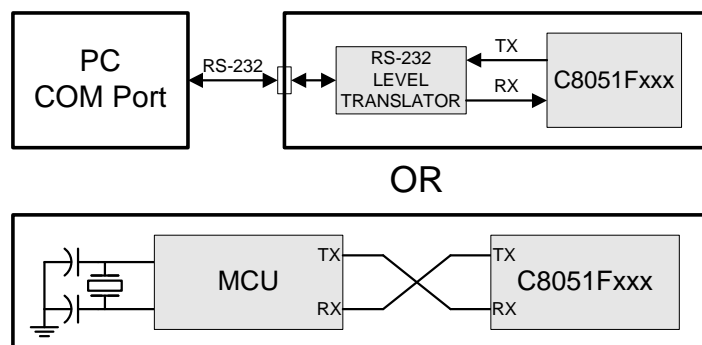 PC
COM Port
RS-232
RS-232
LEVEL
TRANSLATOR
TX
RX
C8051Fxxx
OR
MCU
TX
RX
TX
RX
C8051Fxxx